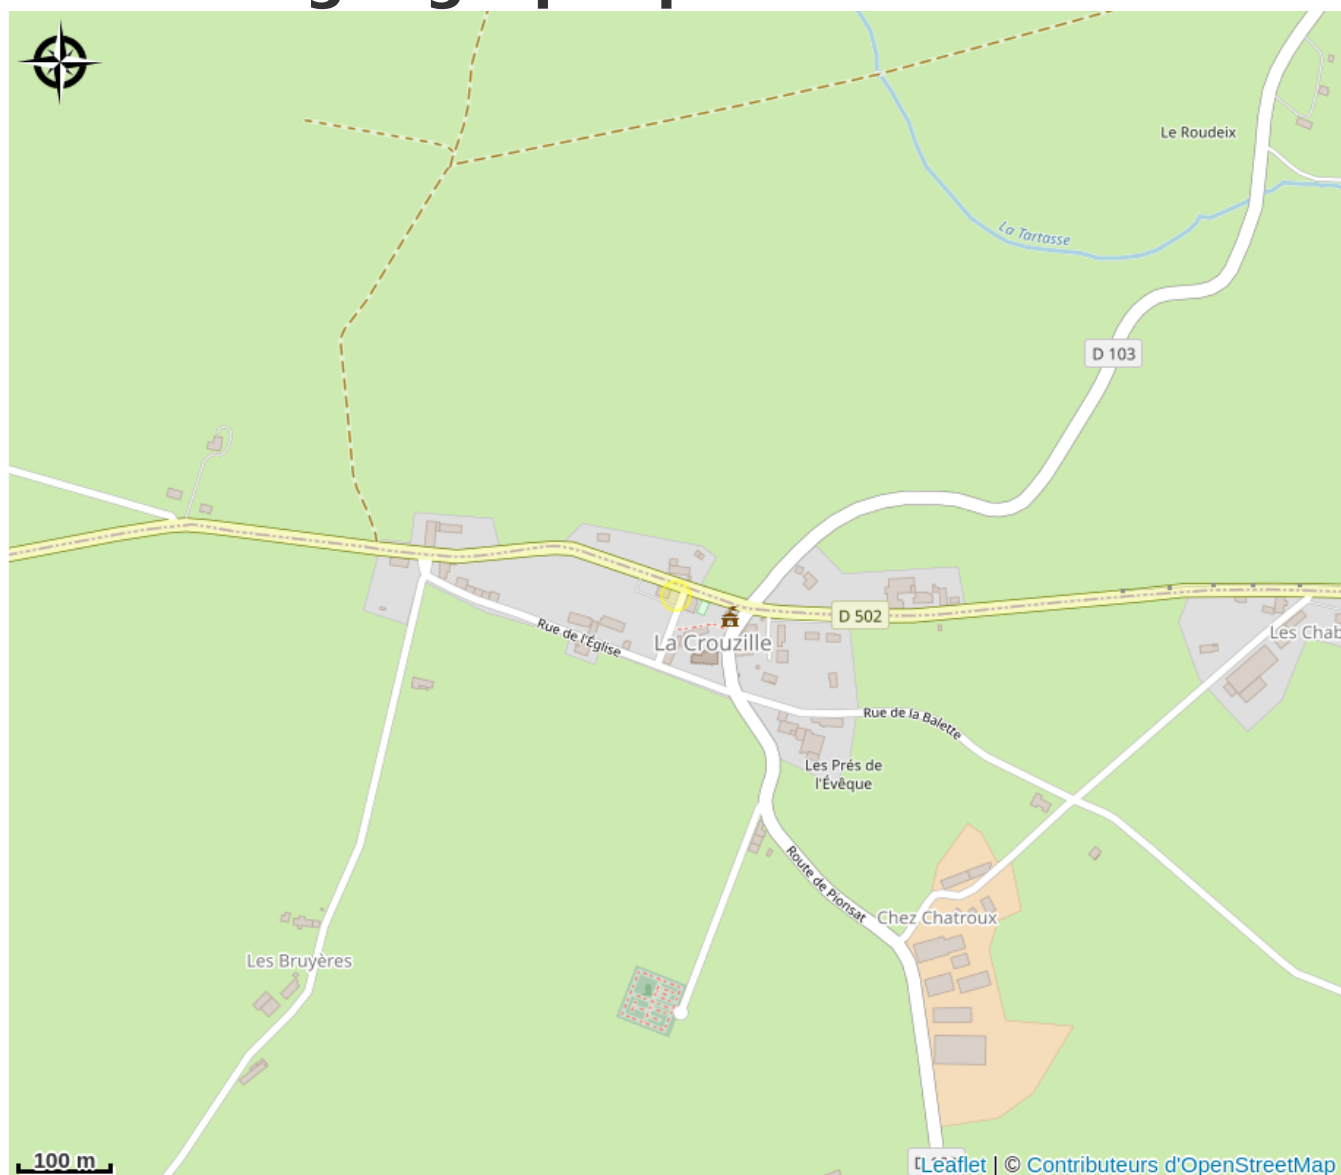 Le Roudeix
La Tartasse
D 103
D 502
La Crouzille
Rue de l'Église
Les Chab
Rue de la Balette
Les Prés de
l'Évêque
Route de Pionsat
Chez Chatroux
Les Bruyères
100 m
Leaflet | © Contributeurs d'OpenStreetMap